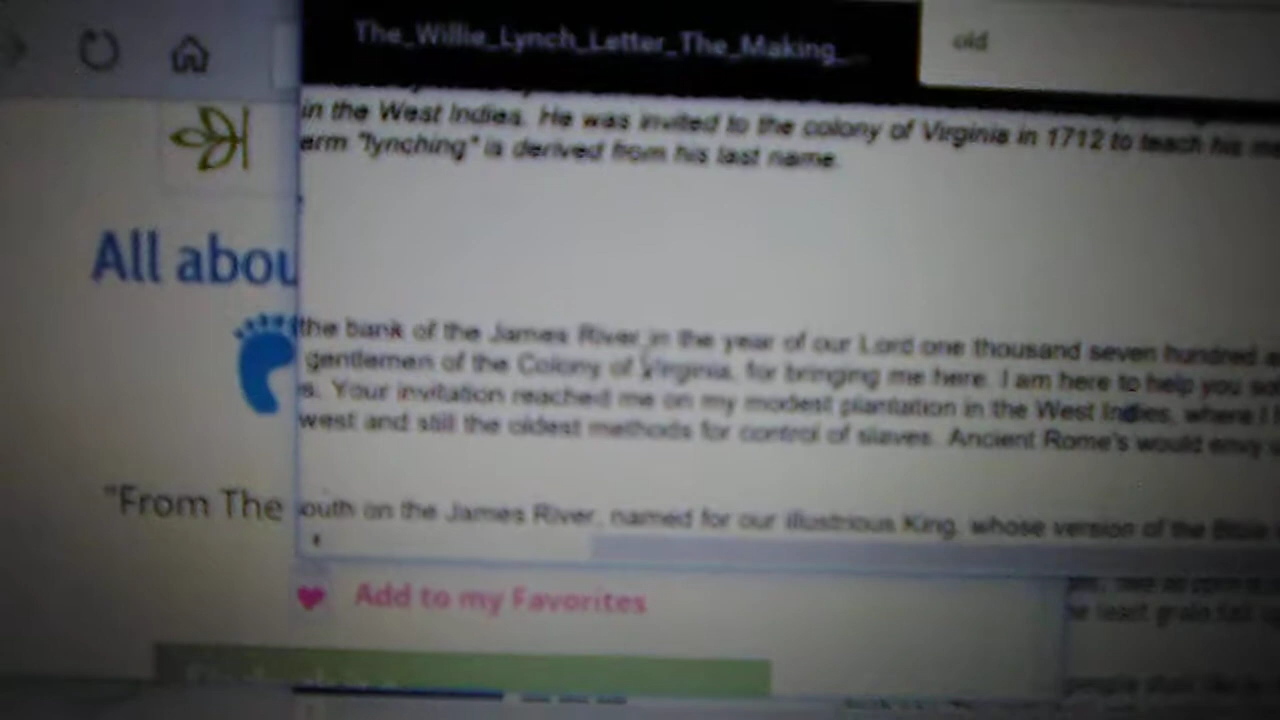 The_Willie_Lynch_Letter_The_Making_...
old
in the West Indies. He was invited to the colony of Virginia in 1712 to teach his
erm "lynching" is derived from his last name.
All abou
the bank of the James River in the year of our Lord one thousand seven hundred
gentlemen of the Colony of Virginia, for bringing me here. I am here to help you
s. Your invitation reached me on my modest plantation in the West Indies, where I
west and still the oldest methods for control of slaves. Ancient Rome's would envy
"From The
outh on the James River, named for our illustrious King, whose version of the Bible
Add to my Favorites